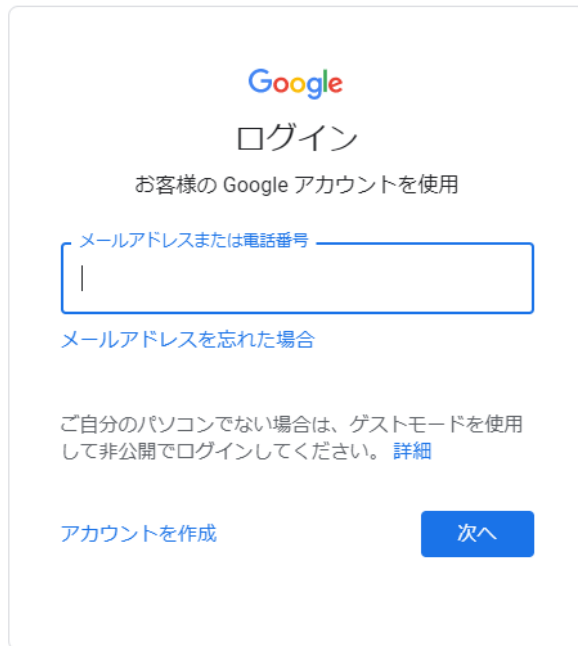 Google
ログイン
お客様の Google アカウントを使用
メールアドレスまたは電話番号
メールアドレスを忘れた場合
ご自分のパソコンでない場合は、ゲストモードを使用
して非公開でログインしてください。 詳細
アカウントを作成
次へ